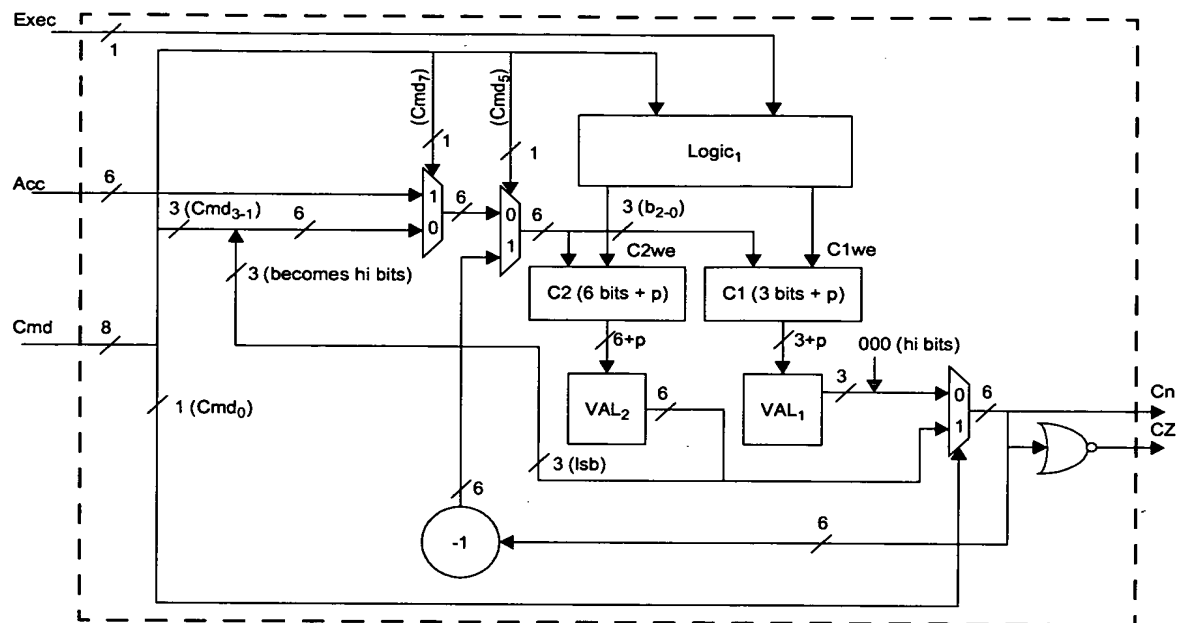 Exec
1
(Cmd7)
1
(Cmd5)
1
Logic1
Acc
6
3 (Cmd3-1)
6
1
0
6
0
1
6
3 (b2-0)
C2we
C1we
3 (becomes hi bits)
C2 (6 bits + p)
C1 (3 bits + p)
Cmd
8
6+p
3+p
000 (hi bits)
1 (Cmd0)
VAL2
6
VAL1
3
0
1
6
Cn
CZ
3 (lsb)
6
-1
6